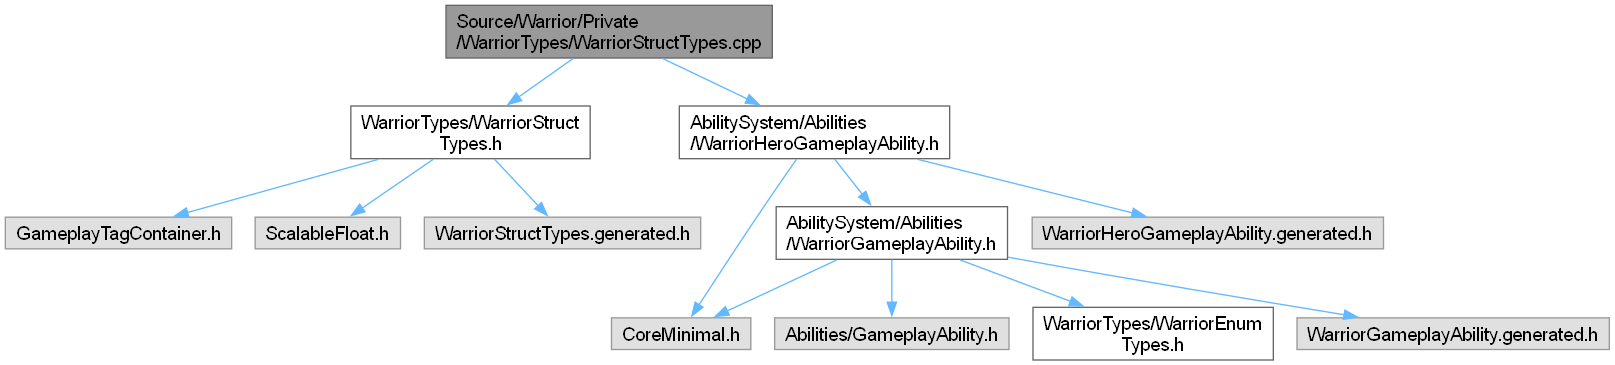 Source/Warrior/Private
/WarriorTypes/WarriorStructTypes.cpp
WarriorTypes/WarriorStruct
Types.h
AbilitySystem/Abilities
/WarriorHeroGameplayAbility.h
GameplayTagContainer.h
ScalableFloat.h
WarriorStructTypes.generated.h
AbilitySystem/Abilities
/WarriorGameplayAbility.h
WarriorHeroGameplayAbility.generated.h
CoreMinimal.h
Abilities/GameplayAbility.h
WarriorTypes/WarriorEnum
Types.h
WarriorGameplayAbility.generated.h